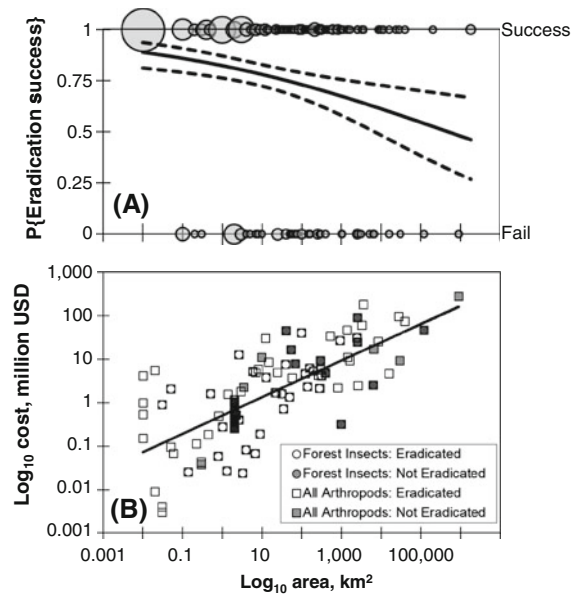 1
Success
0.75
0.5
0.25
0
Fail
P{Eradication success}
(A)
1,000
100
10
1
0.1
0.01
0.001
Log10 cost, million USD
(B)
Forest Insects: Eradicated
Forest Insects: Not Eradicated
All Arthropods: Eradicated
All Arthropods: Not Eradicated
0.001
0.1
10
1,000
100,000
Log10 area, km²